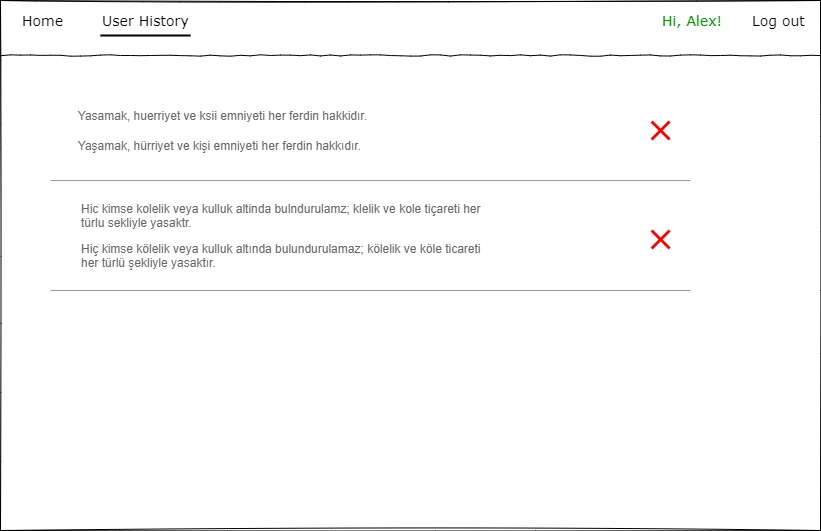 Home
User History
Hi, Alex!
Log out
Yasamak, huerriyet ve ksii emniyeti her ferdin hakkidır.
Yaşamak, hürriyet ve kişi emniyeti her ferdin hakkıdır.
Hic kimse kolelik veya kulluk altinda bulndurulamz; klelik ve kole tiçareti her
türlu sekliyle yasaktr.
Hiç kimse kölelik veya kulluk altında bulundurulamaz; kölelik ve köle ticareti
her türlü şekliyle yasaktır.